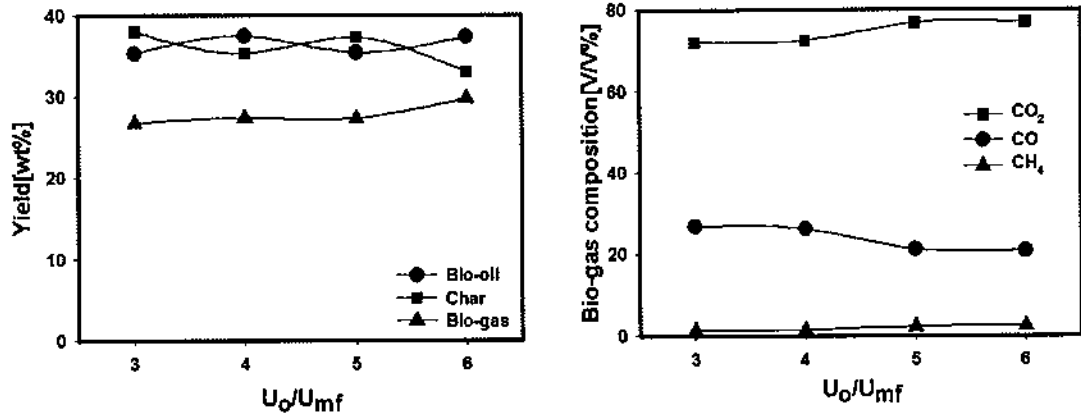 40
30
20
10
0
Yield[wt%]
Bio-oil
Char
Bio-gas
3 4 5 6
Uo/Umf
80
60
40
20
0
Bio-gas composition[V/V%]
CO2
CO
CH4
3 4 5 6
Uo/Umf